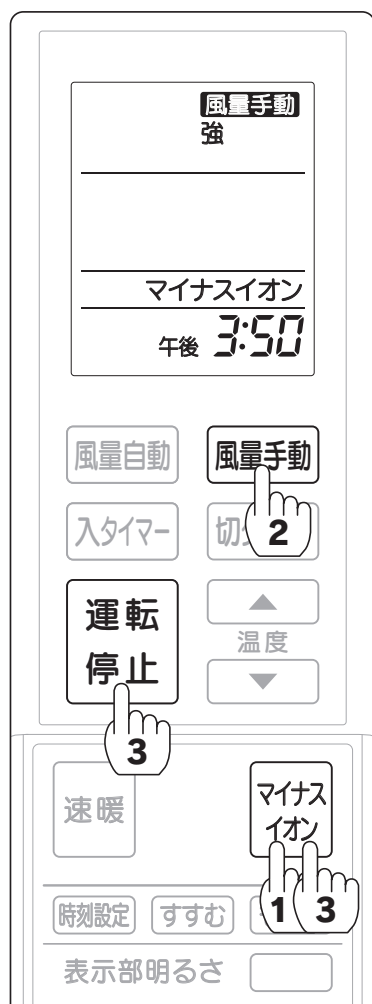 風量手動
強
マイナスイオン
午後 3:50
風量自動 風量手動
2
入タイマー 切
運転
停止
温度
3
速暖 マイナス
イオン
1 3
時刻設定 すすむ
表示部明るさ